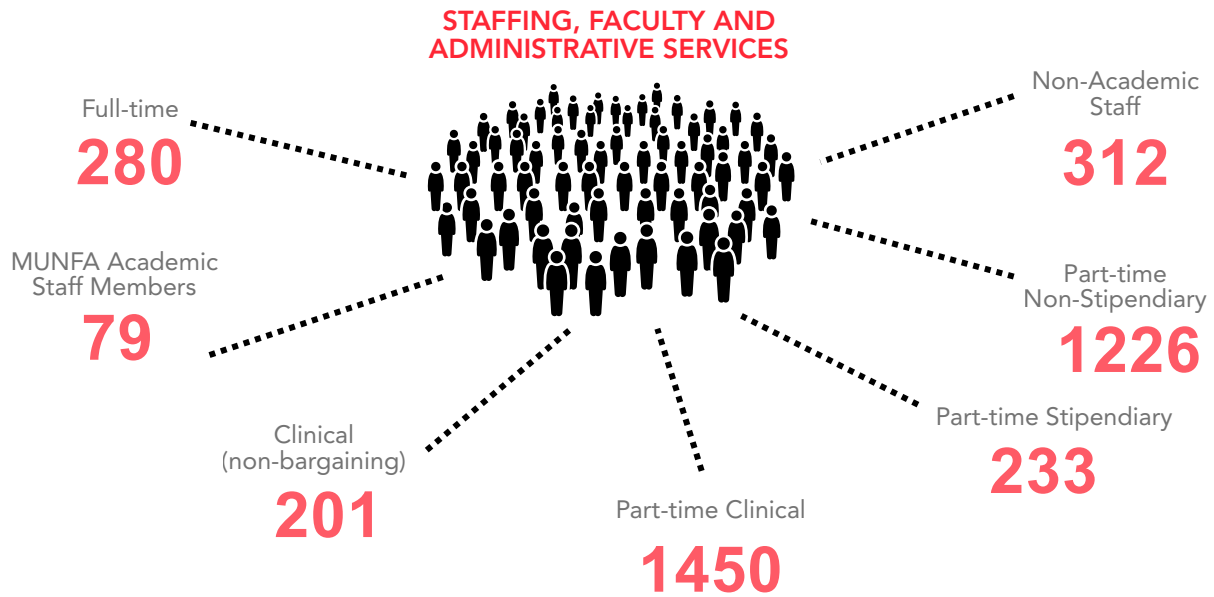 STAFFING, FACULTY AND
ADMINISTRATIVE SERVICES
Full-time
280
MUNFA Academic
Staff Members
79
Clinical
(non-bargaining)
201
Part-time Clinical
1450
Part-time Stipendiary
233
Part-time
Non-Stipendiary
1226
Non-Academic
Staff
312